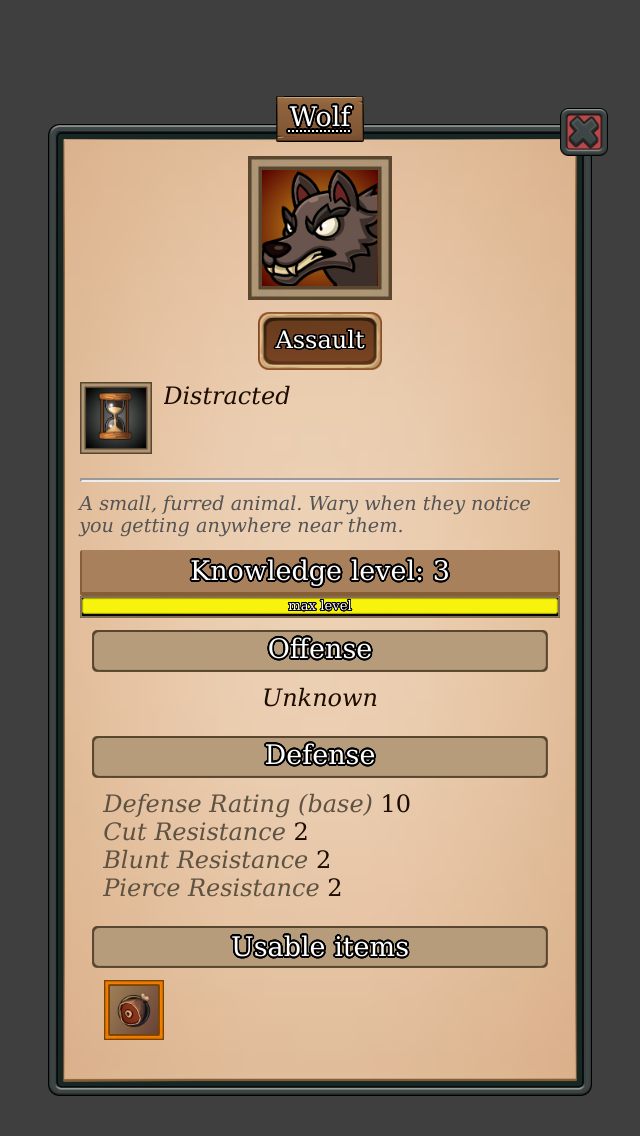 Wolf
Assault
Distracted
A small, furred animal. Wary when they notice
you getting anywhere near them.
Knowledge level: 3
max level
Offense
Unknown
Defense
Defense Rating (base) 10
Cut Resistance 2
Blunt Resistance 2
Pierce Resistance 2
Usable items